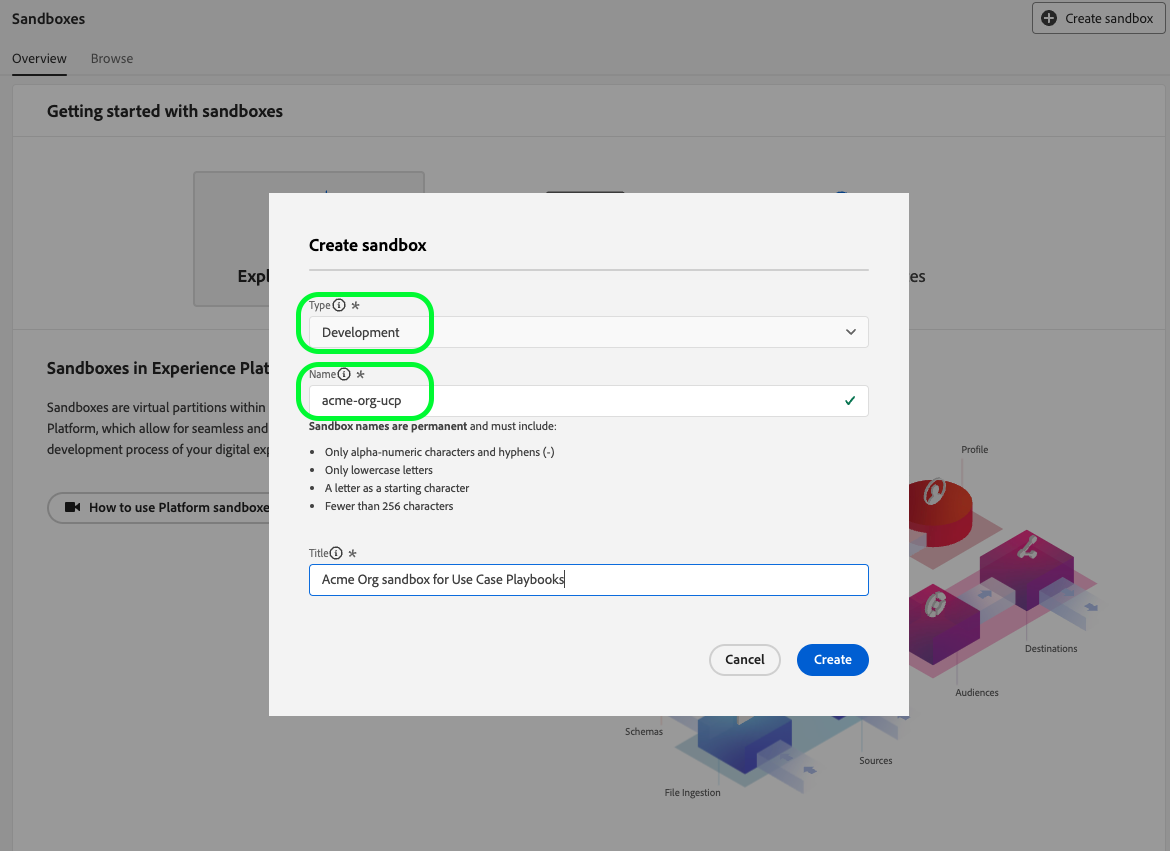 Sandboxes
Create sandbox
Overview
Browse
Getting started with sandboxes
Expl
es
Create sandbox
Type *
Development
Name *
acme-org-ucp
Sandbox names are permanent and must include:
• Only alpha-numeric characters and hyphens (-)
• Only lowercase letters
• A letter as a starting character
• Fewer than 256 characters
Title *
Acme Org sandbox for Use Case Playbooks
Cancel
Create
Sandboxes in Experience Plat
Sandboxes are virtual partitions within
Platform, which allow for seamless and
development process of your digital exp
How to use Platform sandboxe
Profile
Destinations
Audiences
Schemas
Sources
File Ingestion